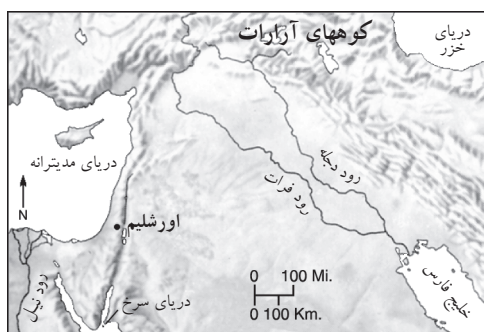 کوههای آرارات
دریای
خزر
دریای مدیترانه
رود دجله
رود فرات
اورشلیم
N
رود نیل
دریای سرخ
0 100 Mi.
0 100 Km.
خلیج فارس